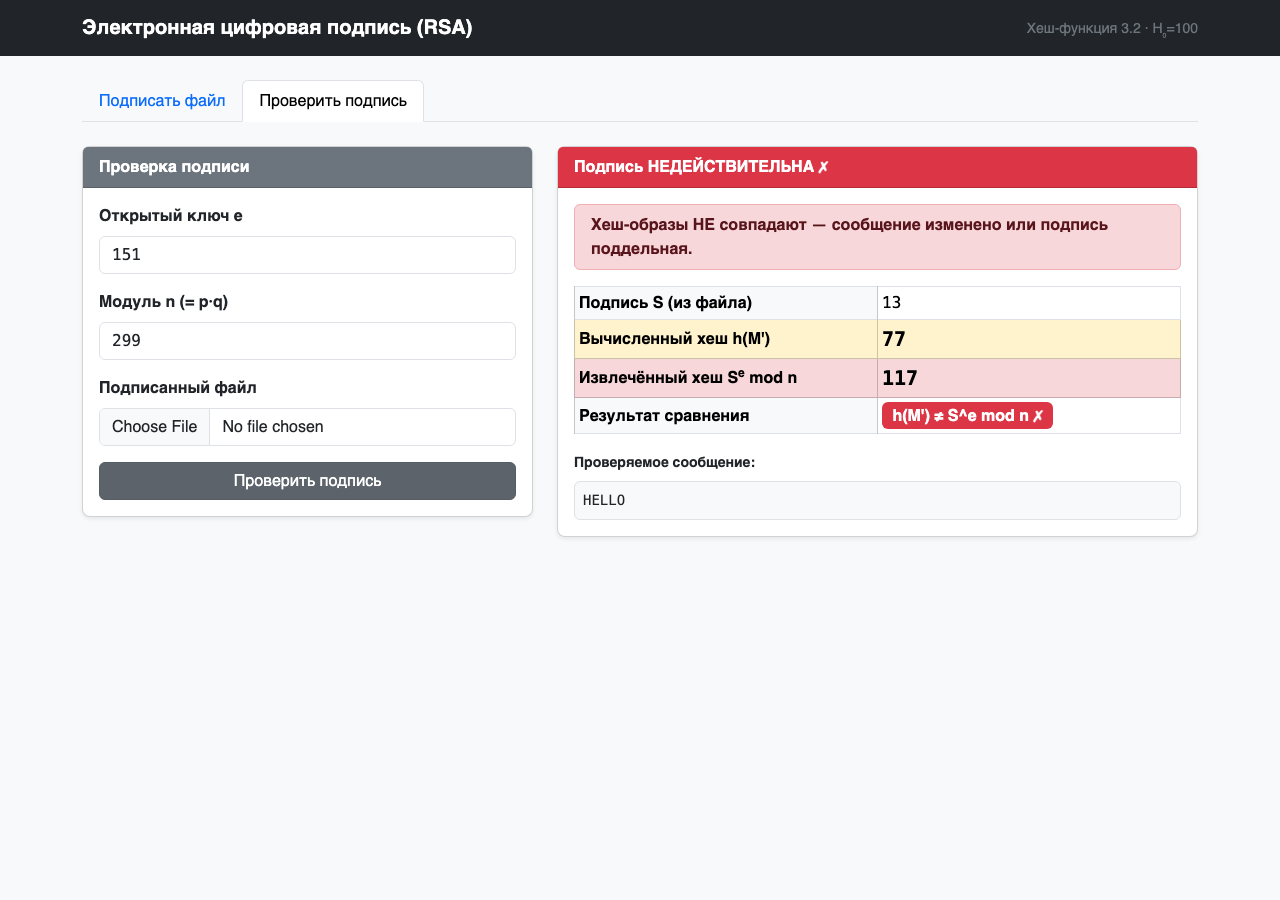 Электронная цифровая подпись (RSA)
Хеш-функция 3.2 · H₀=100
Подписать файл
Проверить подпись
Проверка подписи
Открытый ключ e
151
Модуль n (= p·q)
299
Подписанный файл
Choose File No file chosen
Проверить подпись
Подпись НЕДЕЙСТВИТЕЛЬНА ✗
Хеш-образы НЕ совпадают — сообщение изменено или подпись
поддельная.
Подпись S (из файла) 13
Вычисленный хеш h(M') 77
Извлечённый хеш Sᵉ mod n 117
Результат сравнения h(M') ≠ S^e mod n ✗
Проверяемое сообщение:
HELLO